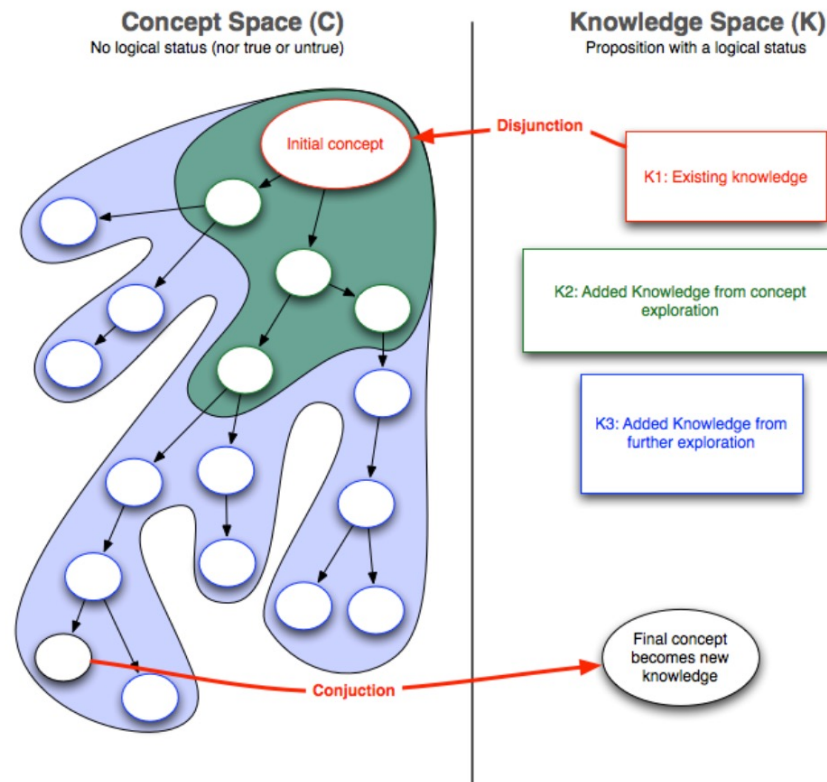 Concept Space (C)
No logical status (nor true or untrue)
Knowledge Space (K)
Proposition with a logical status
Initial concept
Disjunction
K1: Existing knowledge
K2: Added Knowledge from concept
exploration
K3: Added Knowledge from
further exploration
Final concept
becomes new
knowledge
Conjuction